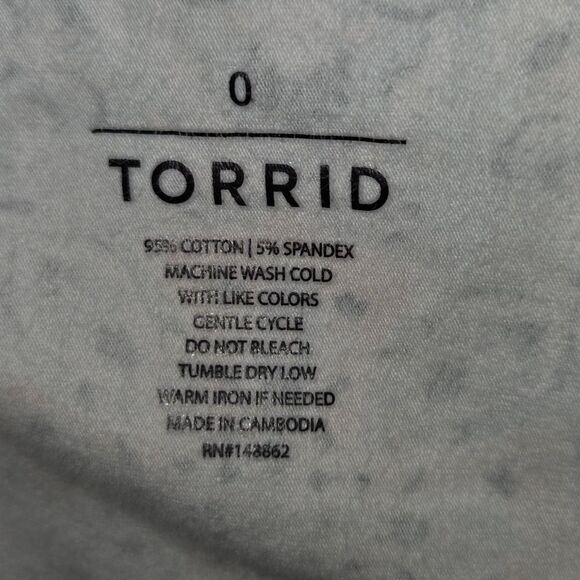 0
TORRID
95% COTTON | 5% SPANDEX
MACHINE WASH COLD
WITH LIKE COLORS
GENTLE CYCLE
DO NOT BLEACH
TUMBLE DRY LOW
WARM IRON IF NEEDED
MADE IN CAMBODIA
RN#148862